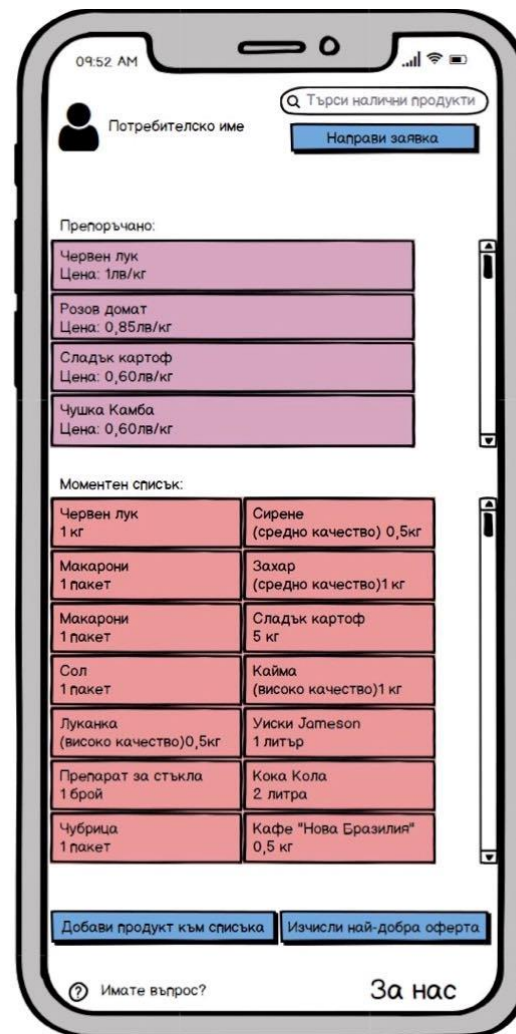 09:52 AM
Търси налични продукти
Потребителско име
Направи заявка
Препоръчано:
Червен лук
Цена: 1лв/кг
Розов домат
Цена: 0,85лв/кг
Сладък картоф
Цена: 0,60лв/кг
Чушка Камба
Цена: 0,60лв/кг
Моментен списък:
Червен лук
1 кг
Сирене
(средно качество) 0,5кг
Макарони
1 пакет
Захар
(средно качество)1 кг
Макарони
1 пакет
Сладък картоф
5 кг
Сол
1 пакет
Кайма
(високо качество)1 кг
Луканка
(високо качество)0,5кг
Уиски Jameson
1 литър
Препарат за стъкла
1 брой
Кока Кола
2 литра
Чубрица
1 пакет
Кафе "Нова Бразилия"
0,5 кг
Добави продукт към списъка
Изчисли най-добра оферта
? Имате въпрос?
За нас